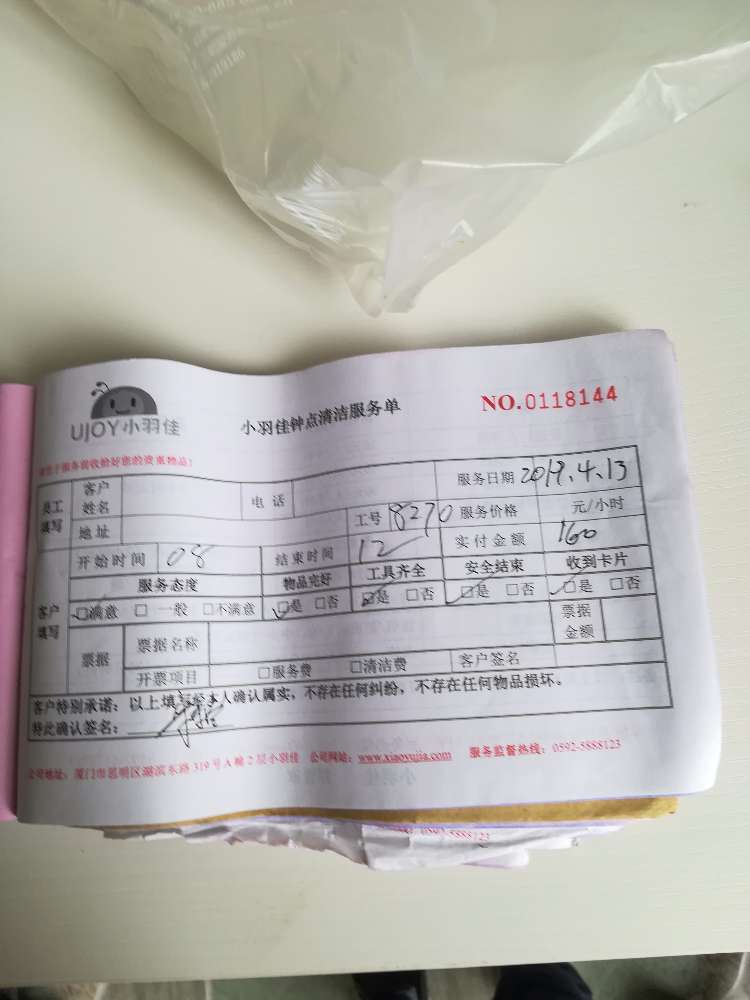 UJOY小羽佳
小羽佳钟点清洁服务单
NO.0118144
员工填写 客户姓名 电话 服务日期 2019.4.13
地址 工号 8270 服务价格 元/小时
客户填写 开始时间 08 结束时间 12 实付金额 160
服务态度 物品完好 工具齐全 安全结束 收到卡片
□满意 □一般 □不满意 □是 □否 □是 □否 □是 □否 □是 □否
票据 票据名称 票据金额
开票项目 □服务费 □清洁费 客户签名
客户特别承诺：以上填写经本人确认属实，不存在任何纠纷，不存在任何物品损坏。
特此确认签名：
公司地址：厦门市思明区湖滨东路319号A幢2层小羽佳 公司网站：www.xiaoyujia.com 服务监督热线：0592-5888123
0592-5888123